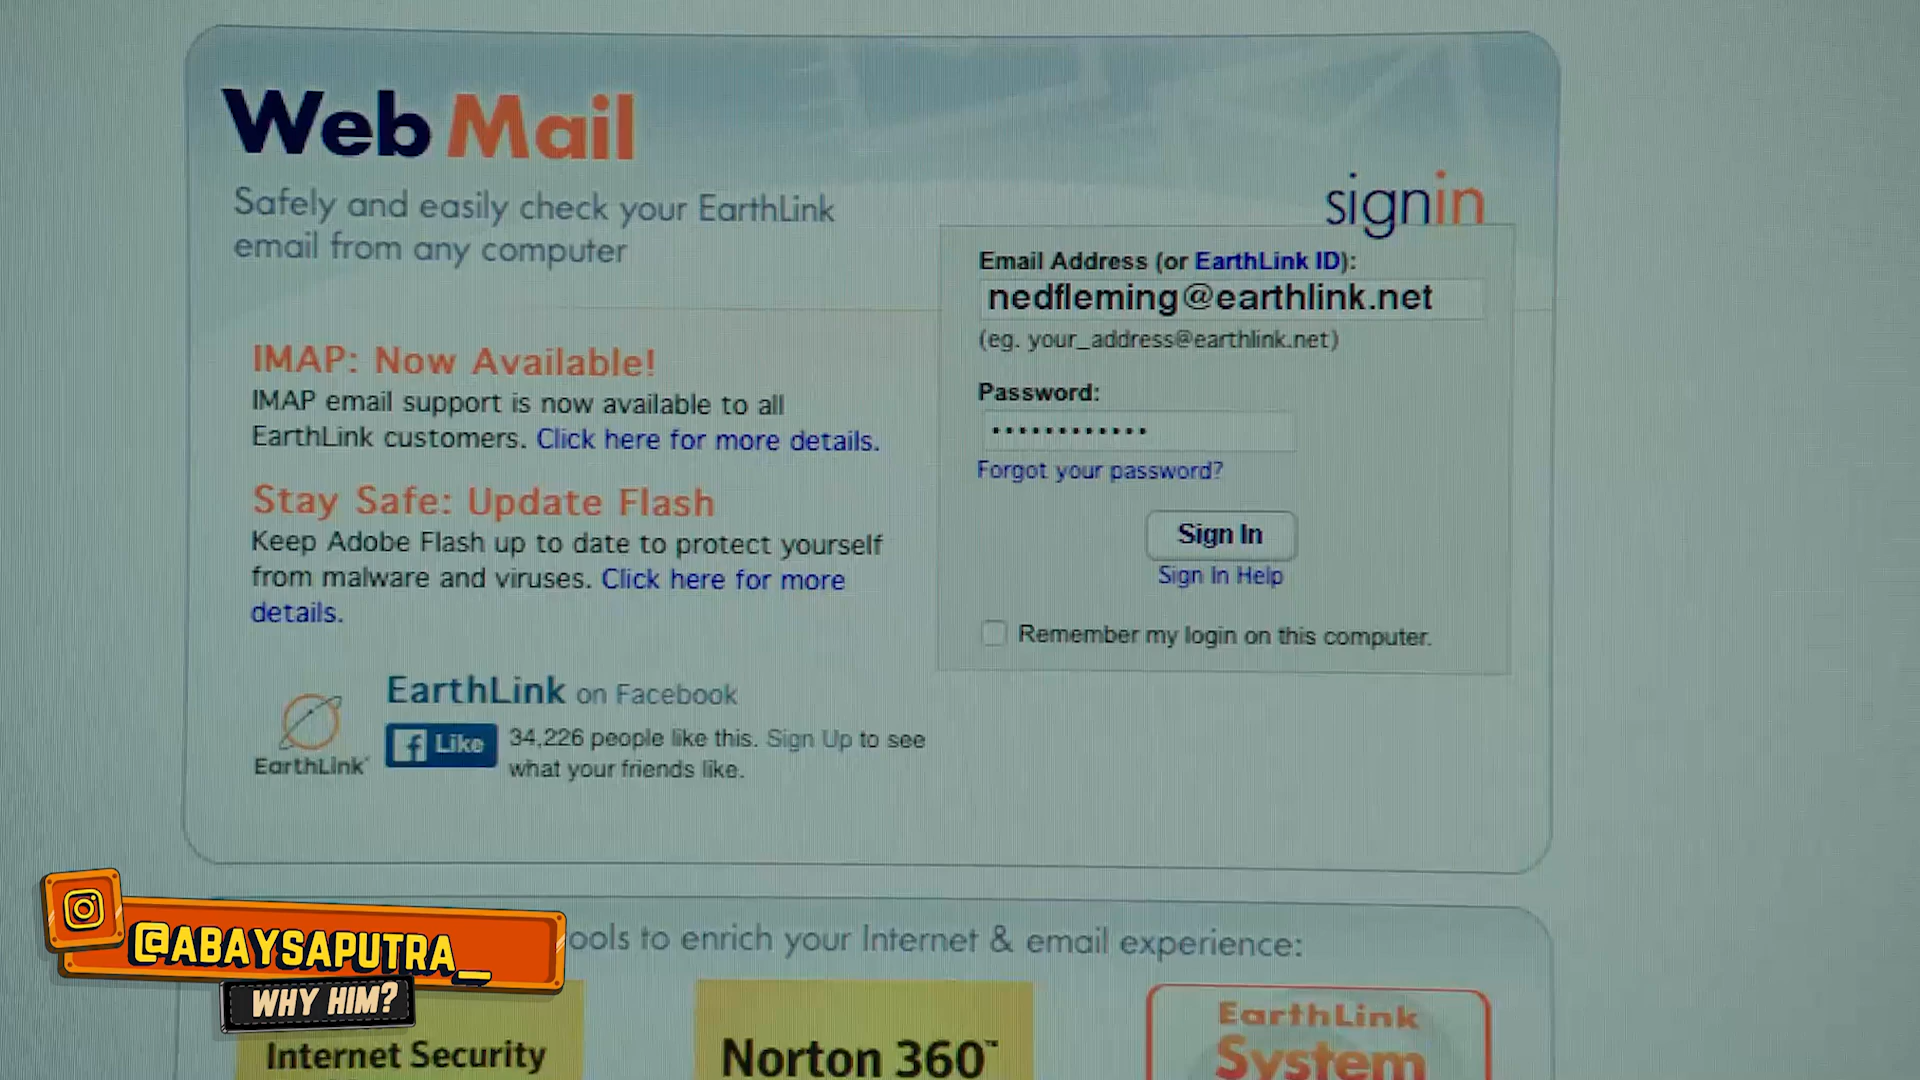 Web Mail
Safely and easily check your EarthLink
email from any computer
signin
Email Address (or EarthLink ID):
nedfleming@earthlink.net
(eg. your_address@earthlink.net)
Password:
••••••••••••
Forgot your password?
Sign In
Sign In Help
Remember my login on this computer.
IMAP: Now Available!
IMAP email support is now available to all
EarthLink customers. Click here for more details.
Stay Safe: Update Flash
Keep Adobe Flash up to date to protect yourself
from malware and viruses. Click here for more
details.
EarthLink
EarthLink on Facebook
Like
34,226 people like this. Sign Up to see
what your friends like.
ools to enrich your Internet & email experience:
@ABAYSAPUTRA_
WHY HIM?
Internet Security
Norton 360™
EarthLink
System